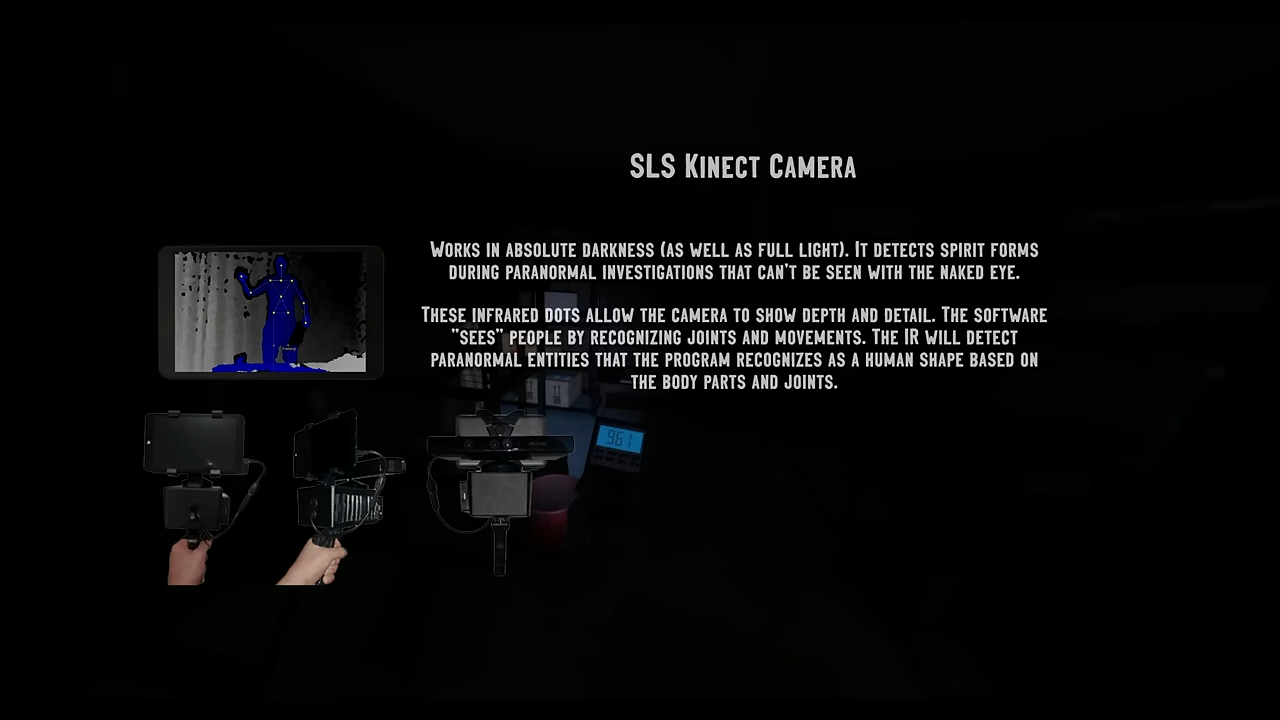 SLS Kinect Camera
Works in absolute darkness (as well as full light). It detects spirit forms
during paranormal investigations that can't be seen with the naked eye.
These infrared dots allow the camera to show depth and detail. The software
"sees" people by recognizing joints and movements. The IR will detect
paranormal entities that the program recognizes as a human shape based on
the body parts and joints.
961